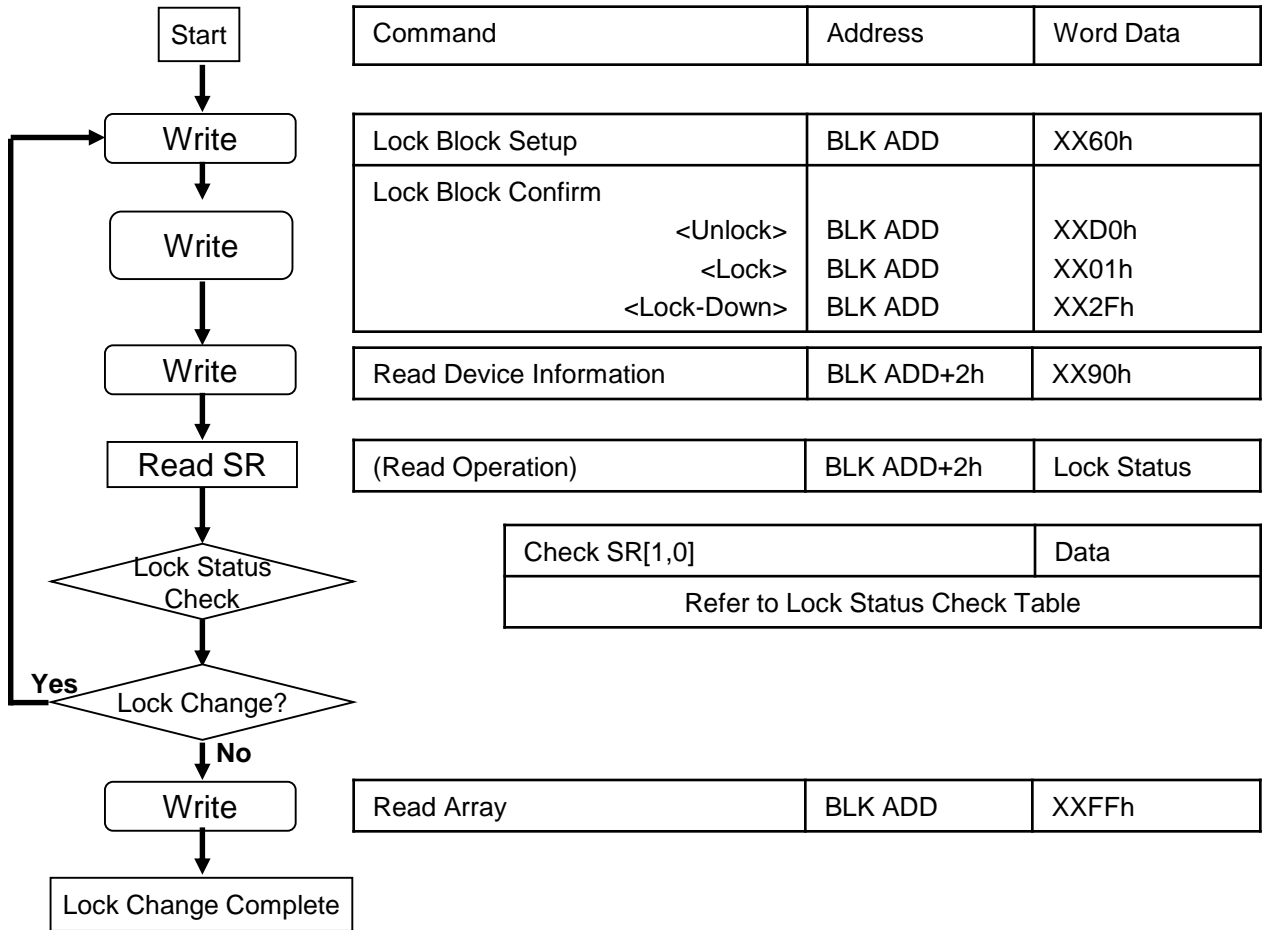 Start
Command Address Word Data
Write
Lock Block Setup BLK ADD XX60h
Write
Lock Block Confirm
<Unlock> BLK ADD XXD0h
<Lock> BLK ADD XX01h
<Lock-Down> BLK ADD XX2Fh
Write
Read Device Information BLK ADD+2h XX90h
Read SR
(Read Operation) BLK ADD+2h Lock Status
Lock Status
Check
Check SR[1,0] Data
Refer to Lock Status Check Table
Yes
Lock Change?
No
Write
Read Array BLK ADD XXFFh
Lock Change Complete